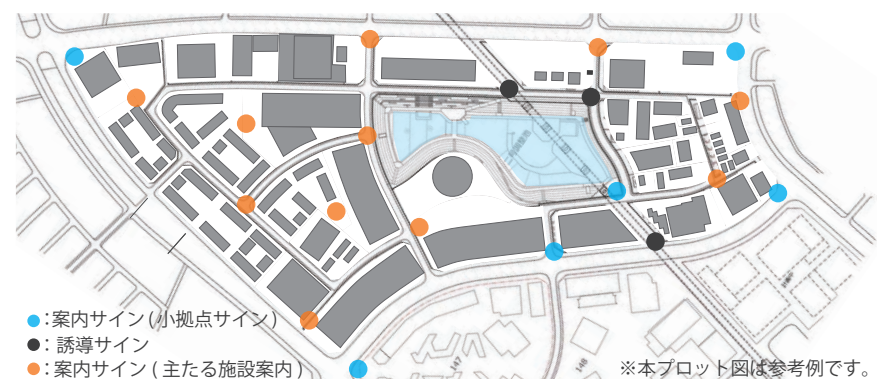 147
148
：案内サイン(小拠点サイン)
：誘導サイン
：案内サイン(主たる施設案内)
※本プロット図は参考例です。